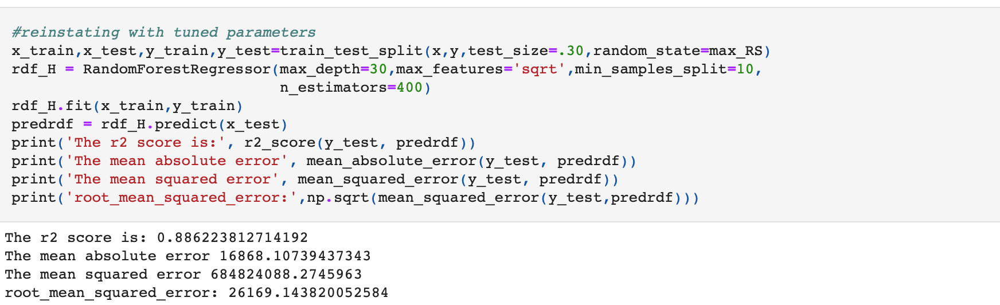 #reinstating with tuned parameters
x_train,x_test,y_train,y_test=train_test_split(x,y,test_size=.30,random_state=max_RS)
rdf_H = RandomForestRegressor(max_depth=30,max_features='sqrt',min_samples_split=10,
                              n_estimators=400)
rdf_H.fit(x_train,y_train)
predrdf = rdf_H.predict(x_test)
print('The r2 score is:', r2_score(y_test, predrdf))
print('The mean absolute error', mean_absolute_error(y_test, predrdf))
print('The mean squared error', mean_squared_error(y_test, predrdf))
print('root_mean_squared_error:',np.sqrt(mean_squared_error(y_test,predrdf)))
The r2 score is: 0.886223812714192
The mean absolute error 16868.10739437343
The mean squared error 684824088.2745963
root_mean_squared_error: 26169.143820052584